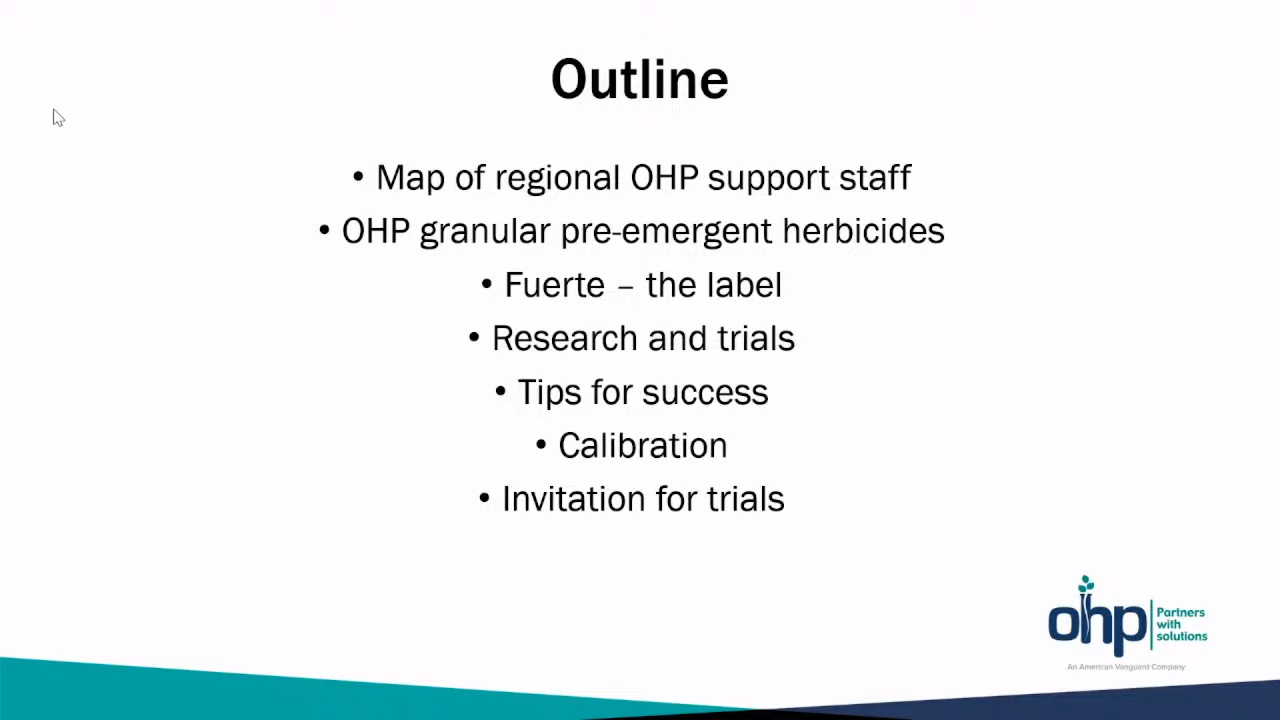 Outline
• Map of regional OHP support staff
• OHP granular pre-emergent herbicides
• Fuerte – the label
• Research and trials
• Tips for success
• Calibration
• Invitation for trials
ohp
Partners
with
solutions
An American Vanguard Company